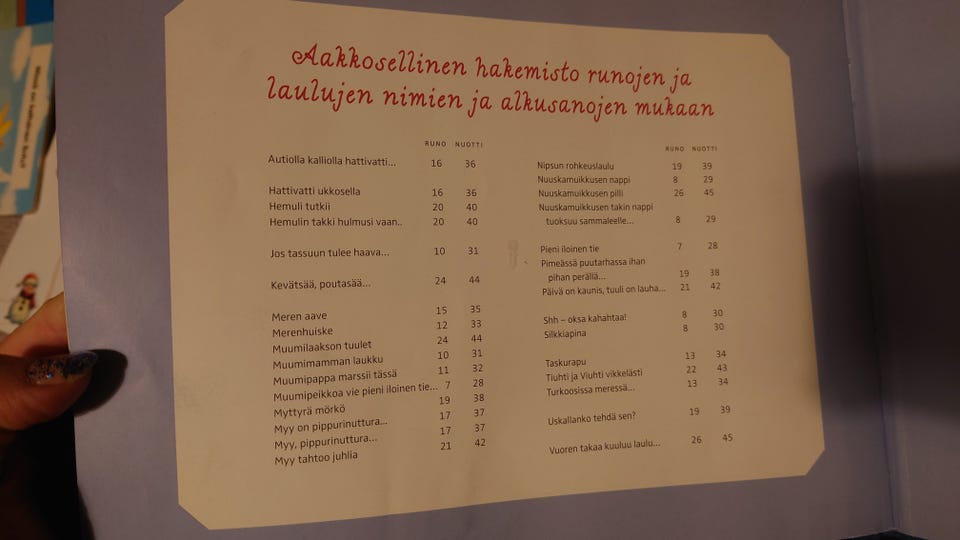 Aakkosellinen hakemisto runojen ja
laulujen nimien ja alkusanojen mukaan
RUNO NUOTTI
Autiolla kalliolla hattivatti... 16 36
Hattivatti ukkosella 16 36
Hemuli tutkii 20 40
Hemulin takki hulmusi vaan.. 20 40
Jos tassuun tulee haava... 10 31
Kevätsää, poutasää... 24 44
Meren aave 15 35
Merenhuiske 12 33
Muumilaakson tuulet 24 44
Muumimamman laukku 10 31
Muumipappa marssii tässä 11 32
Muumipeikkoa vie pieni iloinen tie... 7 28
Myttyrä mörkö 19 38
Myy on pippurinuttura... 17 37
Myy, pippurinuttura... 17 37
Myy tahtoo juhlia 21 42
RUNO NUOTTI
Nipsun rohkeuslaulu 19 39
Nuuskamuikkusen nappi 8 29
Nuuskamuikkusen pilli 26 45
Nuuskamuikkusen takin nappi
tuoksuu sammaleelle... 8 29
Pieni iloinen tie 7 28
Pimeässä puutarhassa ihan
pihan perällä... 19 38
Päivä on kaunis, tuuli on lauha... 21 42
Shh – oksa kahahtaa! 8 30
Silkkiapina 8 30
Taskurapu 13 34
Tiuhti ja Viuhti vikkelästi 22 43
Turkoosissa meressä... 13 34
Uskallanko tehdä sen? 19 39
Vuoren takaa kuuluu laulu... 26 45